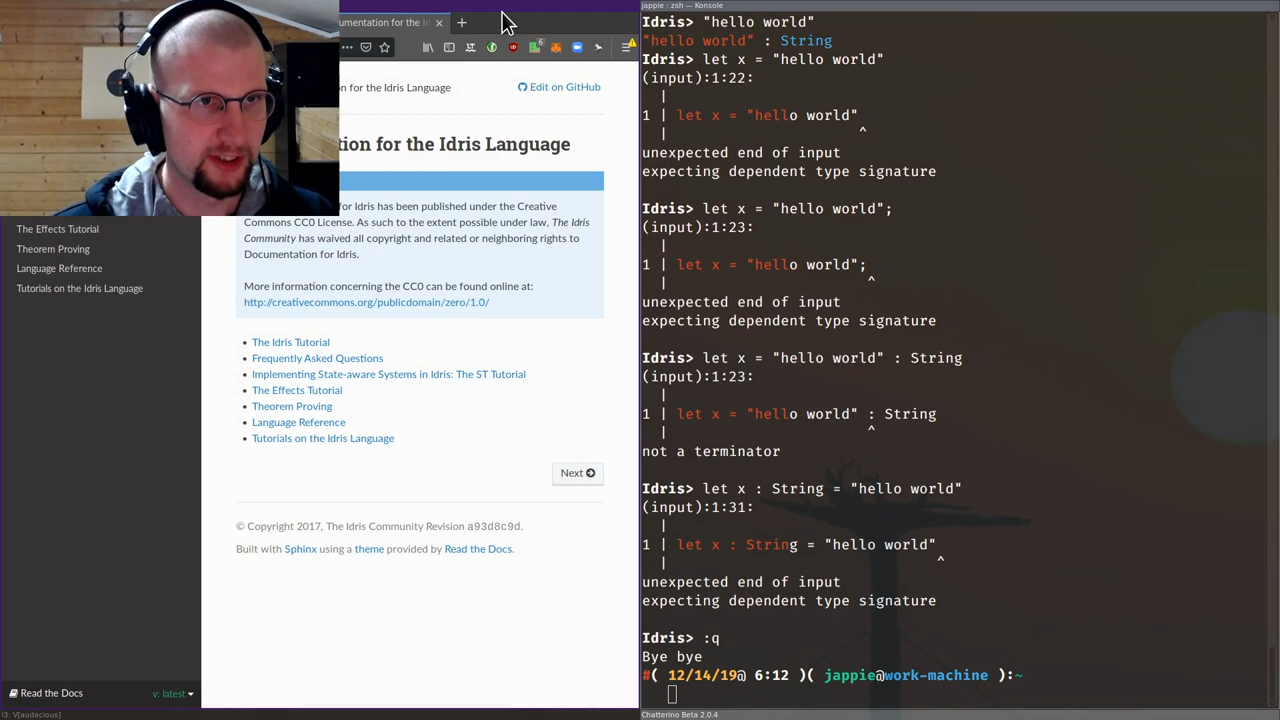 umentation for the Id
ion for the Idris Language
Edit on GitHub
ion for the Idris Language
for Idris has been published under the Creative
Commons CC0 License. As such to the extent possible under law, The Idris
Community has waived all copyright and related or neighboring rights to
Documentation for Idris.
More information concerning the CC0 can be found online at:
http://creativecommons.org/publicdomain/zero/1.0/
The Effects Tutorial
Theorem Proving
Language Reference
Tutorials on the Idris Language
The Idris Tutorial
Frequently Asked Questions
Implementing State-aware Systems in Idris: The ST Tutorial
The Effects Tutorial
Theorem Proving
Language Reference
Tutorials on the Idris Language
Next
© Copyright 2017, The Idris Community Revision a93d8c9d.
Built with Sphinx using a theme provided by Read the Docs.
Read the Docs
v: latest
i3: V[audacious]
jappie : zsh — Konsole
Idris> "hello world"
"hello world" : String
Idris> let x = "hello world"
(input):1:22:
|
1 | let x = "hello world"
| ^
unexpected end of input
expecting dependent type signature
Idris> let x = "hello world";
(input):1:23:
|
1 | let x = "hello world";
| ^
unexpected end of input
expecting dependent type signature
Idris> let x = "hello world" : String
(input):1:23:
|
1 | let x = "hello world" : String
| ^
not a terminator
Idris> let x : String = "hello world"
(input):1:31:
|
1 | let x : String = "hello world"
| ^
unexpected end of input
expecting dependent type signature
Idris> :q
Bye bye
#( 12/14/19@ 6:12 )( jappie@work-machine ):~
Chatterino Beta 2.0.4